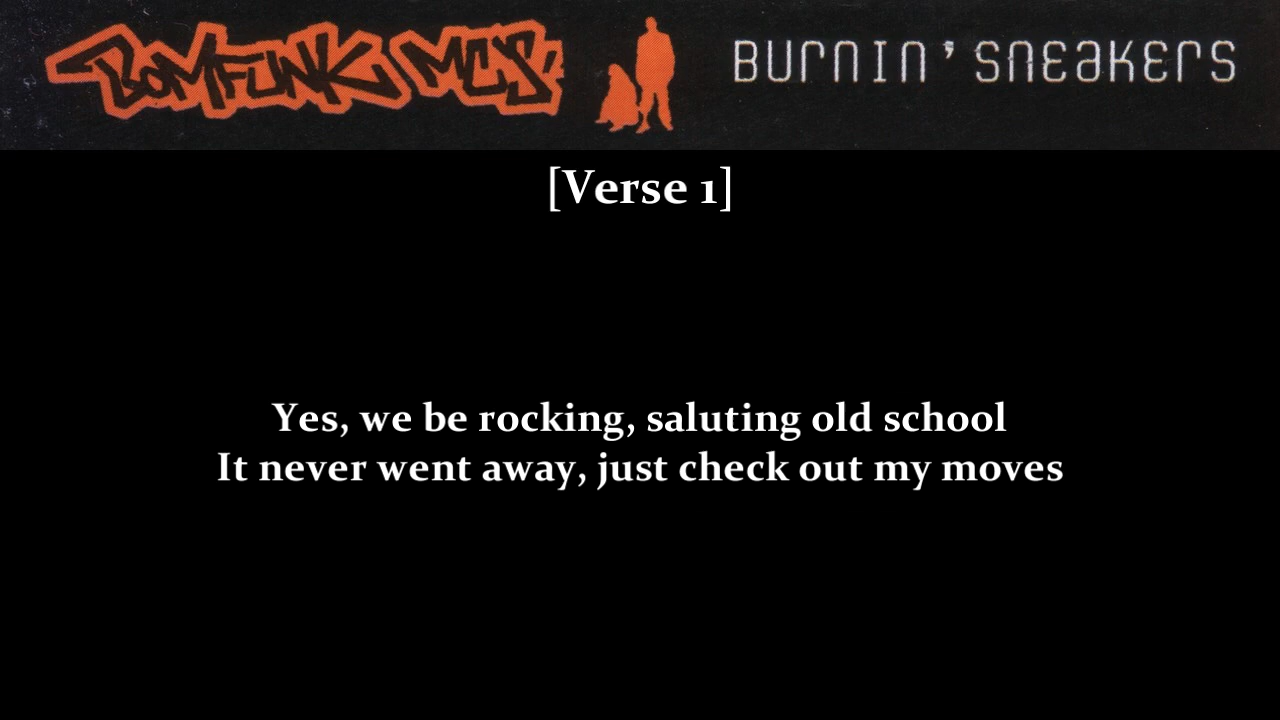 BOMFUNK MCS'
BURNIN' SNEAKERS
[Verse 1]
Yes, we be rocking, saluting old school
It never went away, just check out my moves